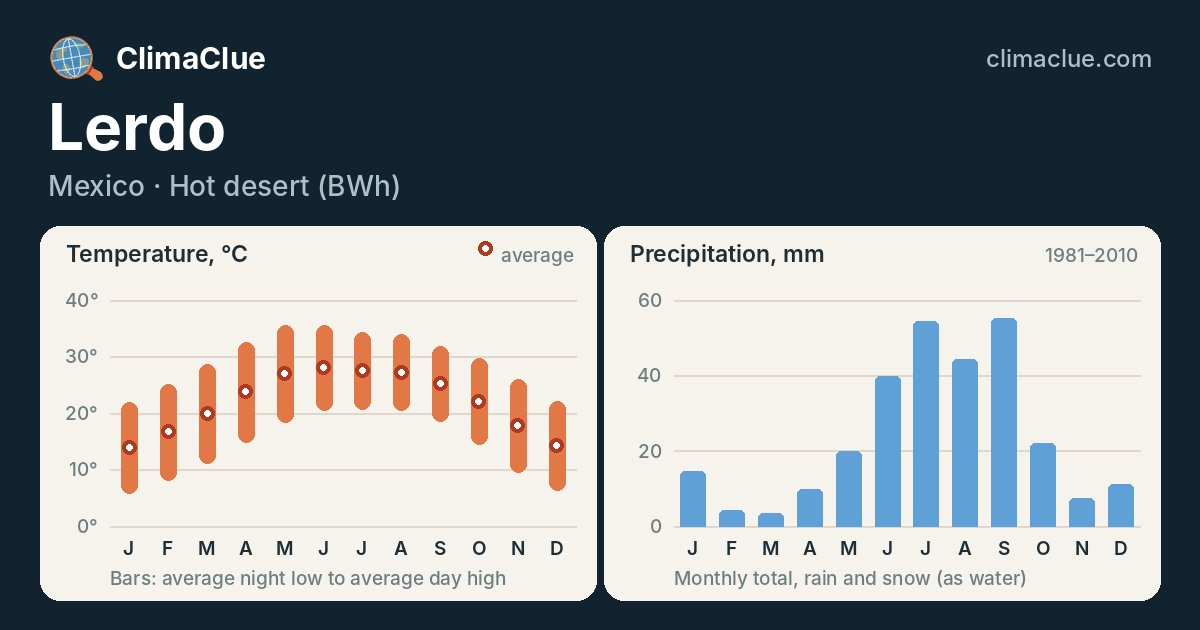 ClimaClue
climaclue.com
Lerdo
Mexico · Hot desert (BWh)
Temperature, °C
average
40°
30°
20°
10°
0°
J F M A M J J A S O N D
Bars: average night low to average day high
Precipitation, mm
1981–2010
60
40
20
0
J F M A M J J A S O N D
Monthly total, rain and snow (as water)